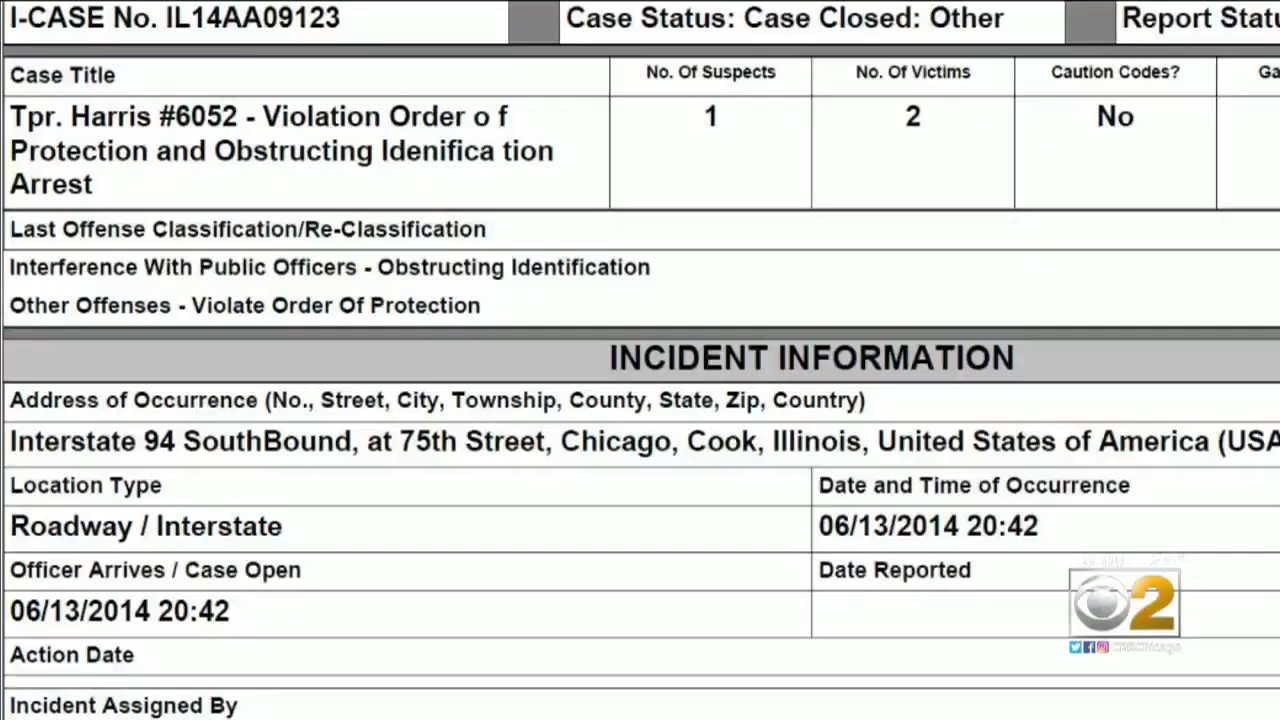 I-CASE No. IL14AA09123
Case Status: Case Closed: Other
Report Statu
Case Title
No. Of Suspects
No. Of Victims
Caution Codes?
Ga
Tpr. Harris #6052 - Violation Order o f
Protection and Obstructing Idenifica tion
Arrest
1
2
No
Last Offense Classification/Re-Classification
Interference With Public Officers - Obstructing Identification
Other Offenses - Violate Order Of Protection
INCIDENT INFORMATION
Address of Occurrence (No., Street, City, Township, County, State, Zip, Country)
Interstate 94 SouthBound, at 75th Street, Chicago, Cook, Illinois, United States of America (USA
Location Type
Date and Time of Occurrence
Roadway / Interstate
06/13/2014 20:42
Officer Arrives / Case Open
Date Reported
06/13/2014 20:42
2
Action Date
Incident Assigned By